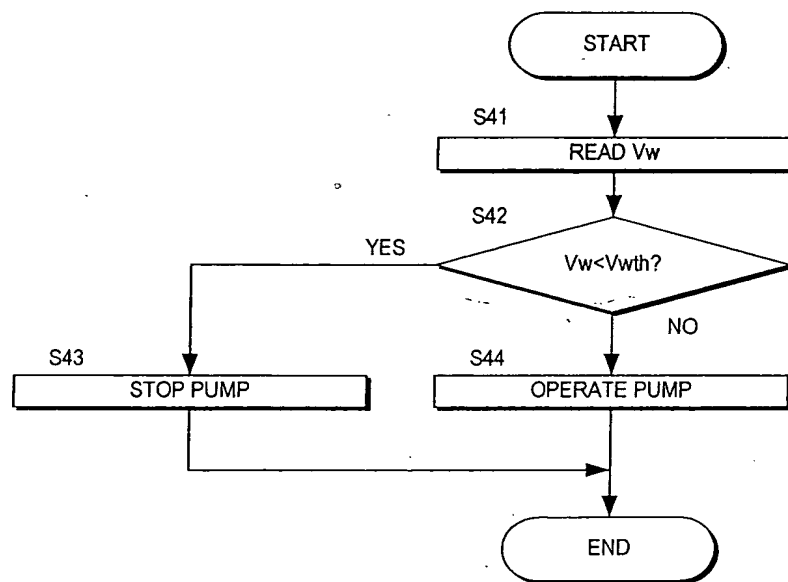 START
S41
READ Vw
S42
YES
Vw<Vwth?
NO
S43
S44
STOP PUMP
OPERATE PUMP
END